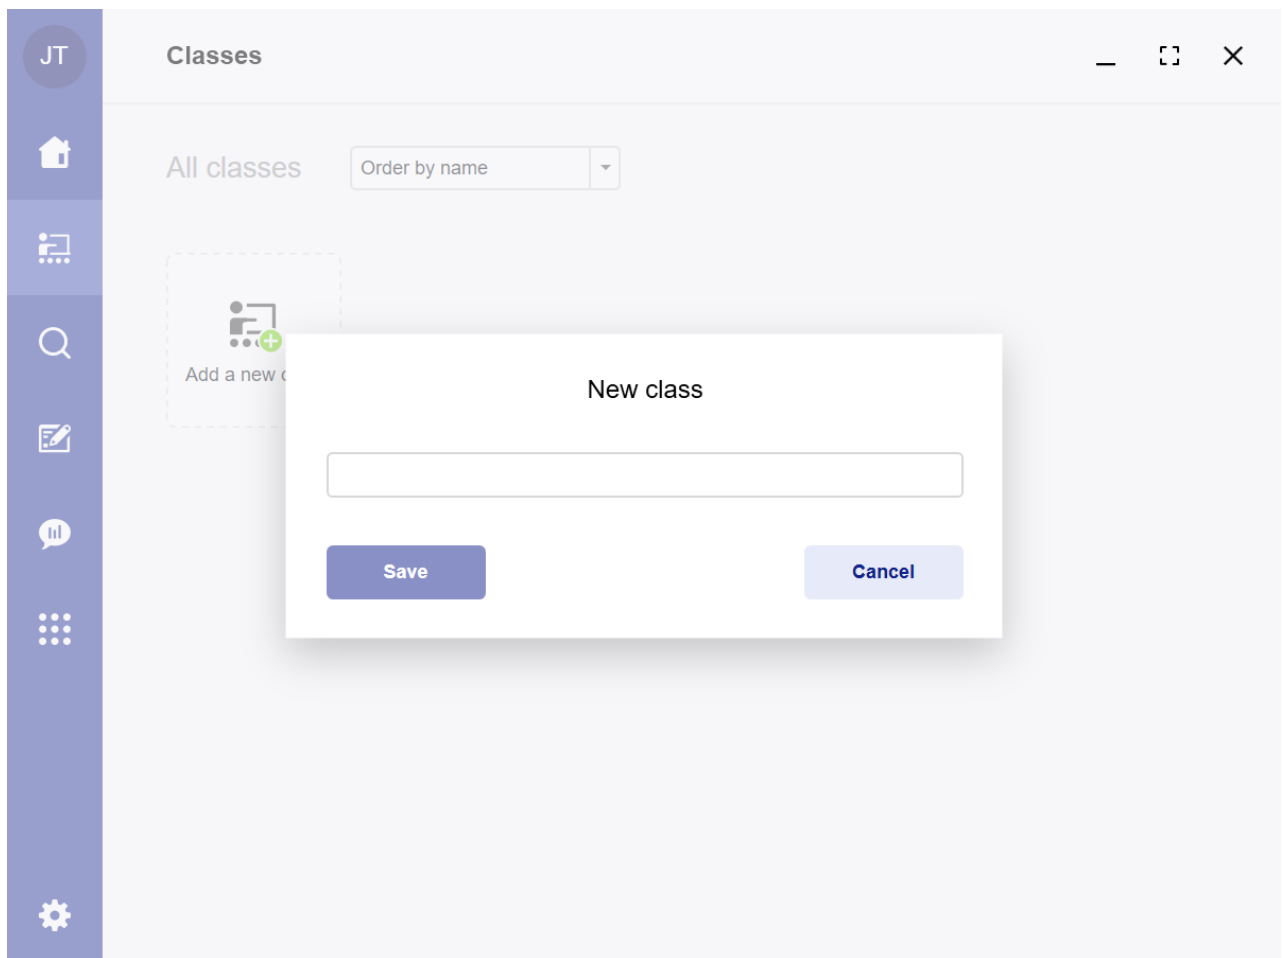 JT
Classes
All classes
Order by name
Add a new
New class
Save
Cancel